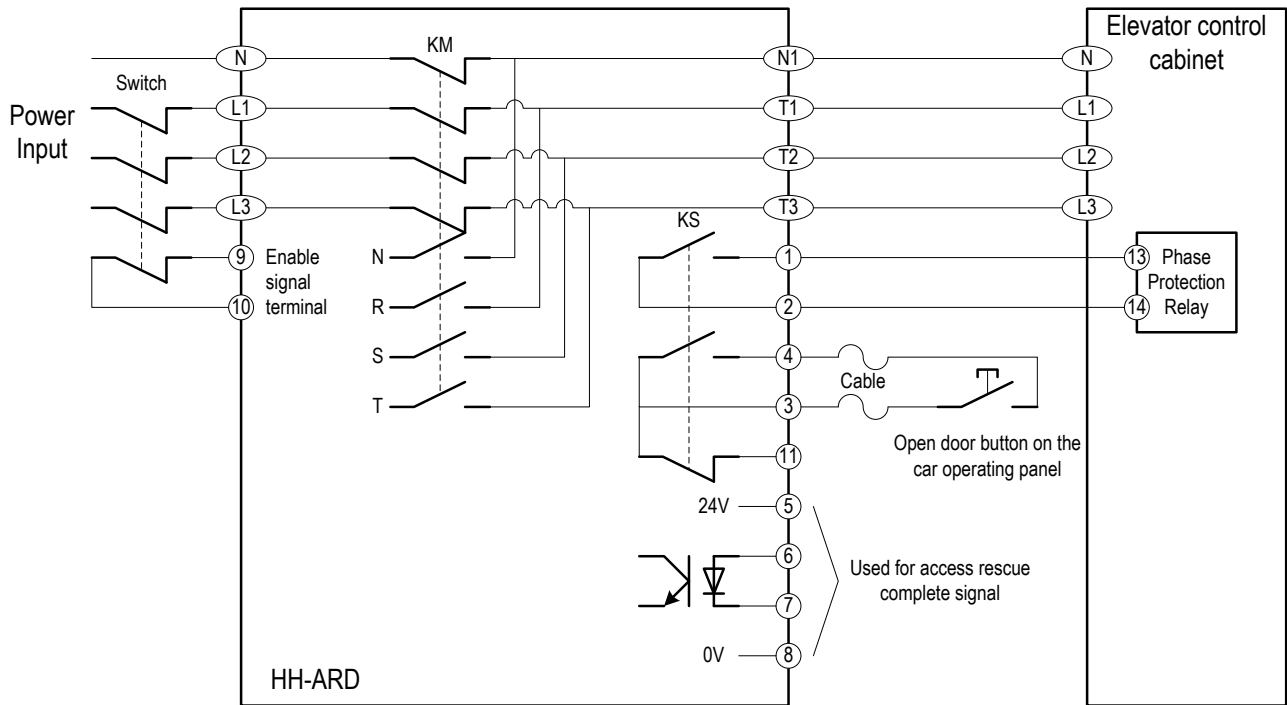 Elevator control
cabinet
KM
N
N1
N
Switch
Power
Input
L1
T1
L1
L2
T2
L2
L3
T3
L3
KS
9
Enable
signal
terminal
10
N
R
S
T
1
2
13
14
Phase
Protection
Relay
4
3
11
Cable
Open door button on the
car operating panel
24V
5
6
7
0V
8
Used for access rescue
complete signal
HH-ARD